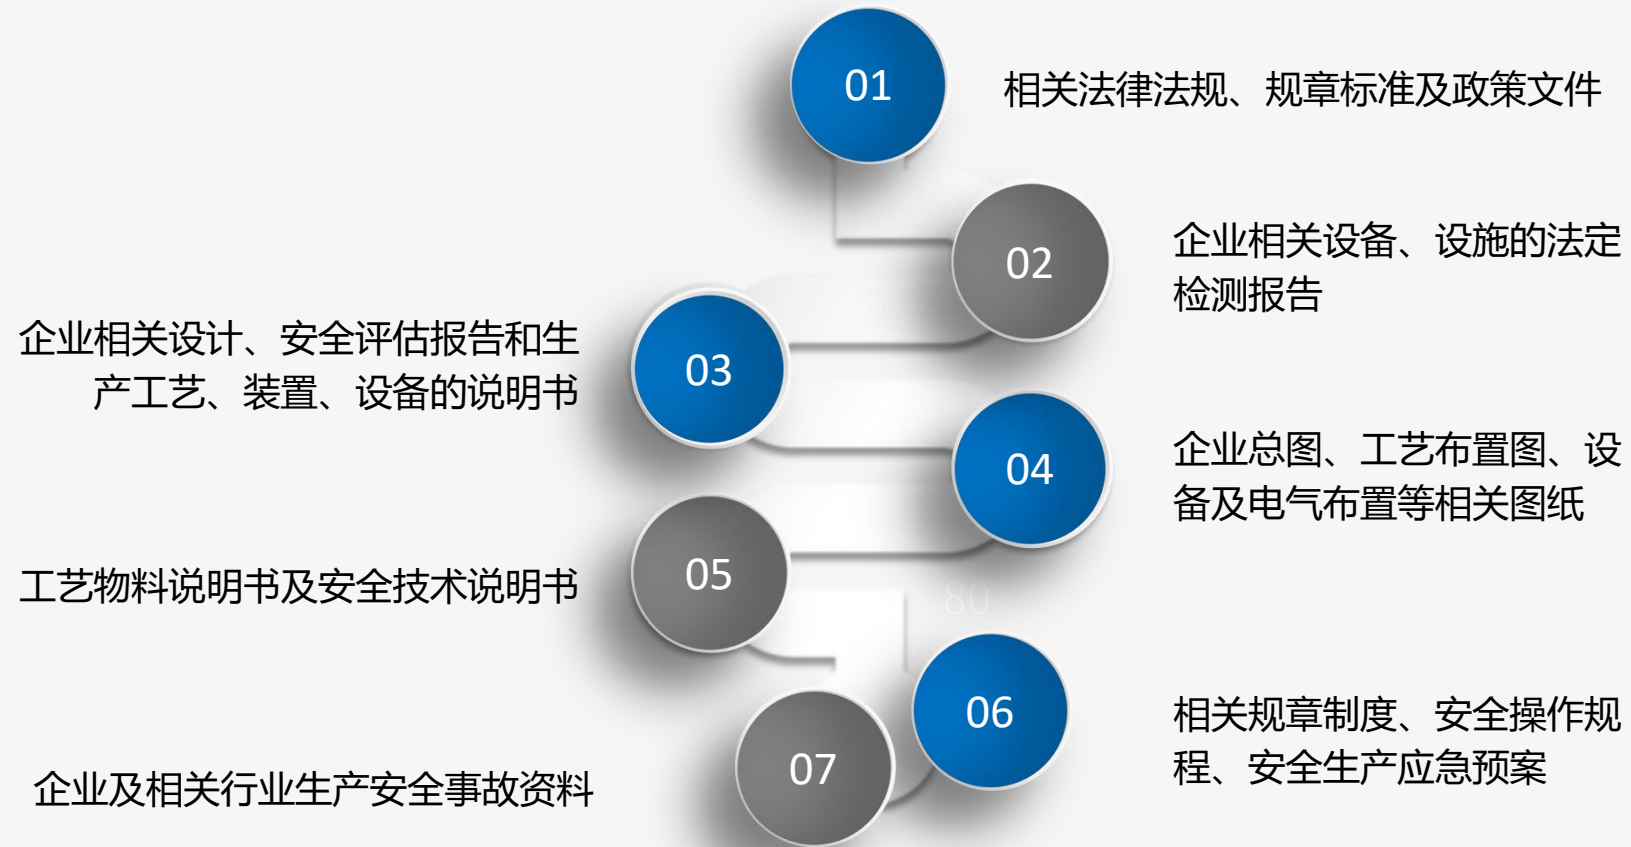 01
相关法律法规、规章标准及政策文件
02
企业相关设备、设施的法定
检测报告
03
企业相关设计、安全评估报告和生
产工艺、装置、设备的说明书
04
企业总图、工艺布置图、设
备及电气布置等相关图纸
05
工艺物料说明书及安全技术说明书
80
06
相关规章制度、安全操作规
程、安全生产应急预案
07
企业及相关行业生产安全事故资料